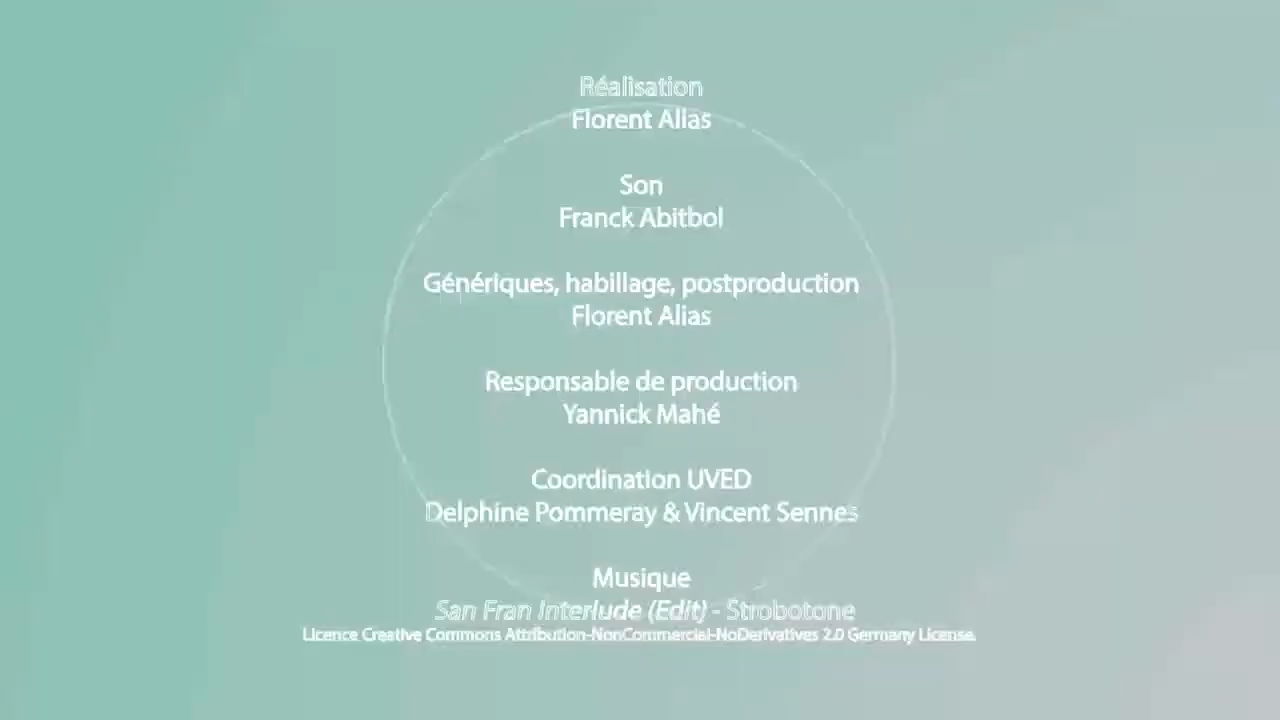 Réalisation
Florent Alias
Son
Franck Abitbol
Génériques, habillage, postproduction
Florent Alias
Responsable de production
Yannick Mahé
Coordination UVED
Delphine Pommeray & Vincent Sennes
Musique
San Fran Interlude (Edit) - Strobotone
Licence Creative Commons Attribution-NonCommercial-NoDerivatives 2.0 Germany License.